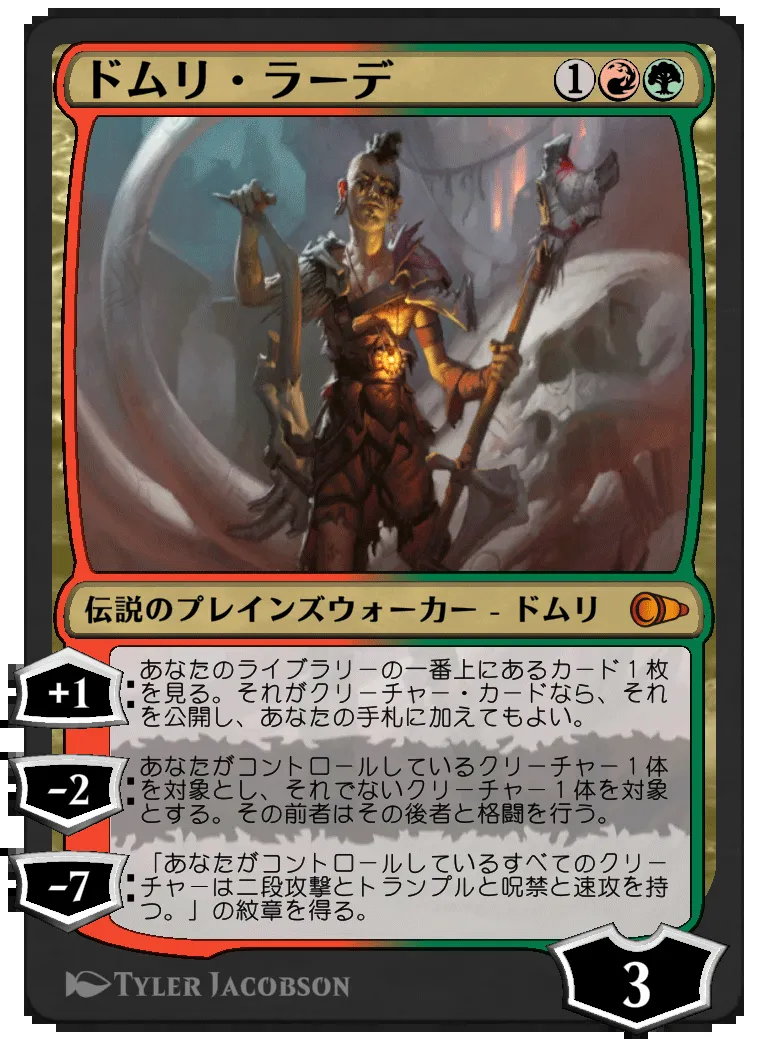 ドムリ・ラーデ 1
伝説のプレインズウォーカー - ドムリ
+1 : あなたのライブラリーの一番上にあるカード１枚
を見る。それがクリーチャー・カードなら、それ
を公開し、あなたの手札に加えてもよい。
-2 : あなたがコントロールしているクリーチャー１体
を対象とし、それでないクリーチャー１体を対象
とする。その前者はその後者と格闘を行う。
-7 : 「あなたがコントロールしているすべてのクリー
チャーは二段攻撃とトランプルと呪禁と速攻を持
つ。」の紋章を得る。
TYLER JACOBSON
3